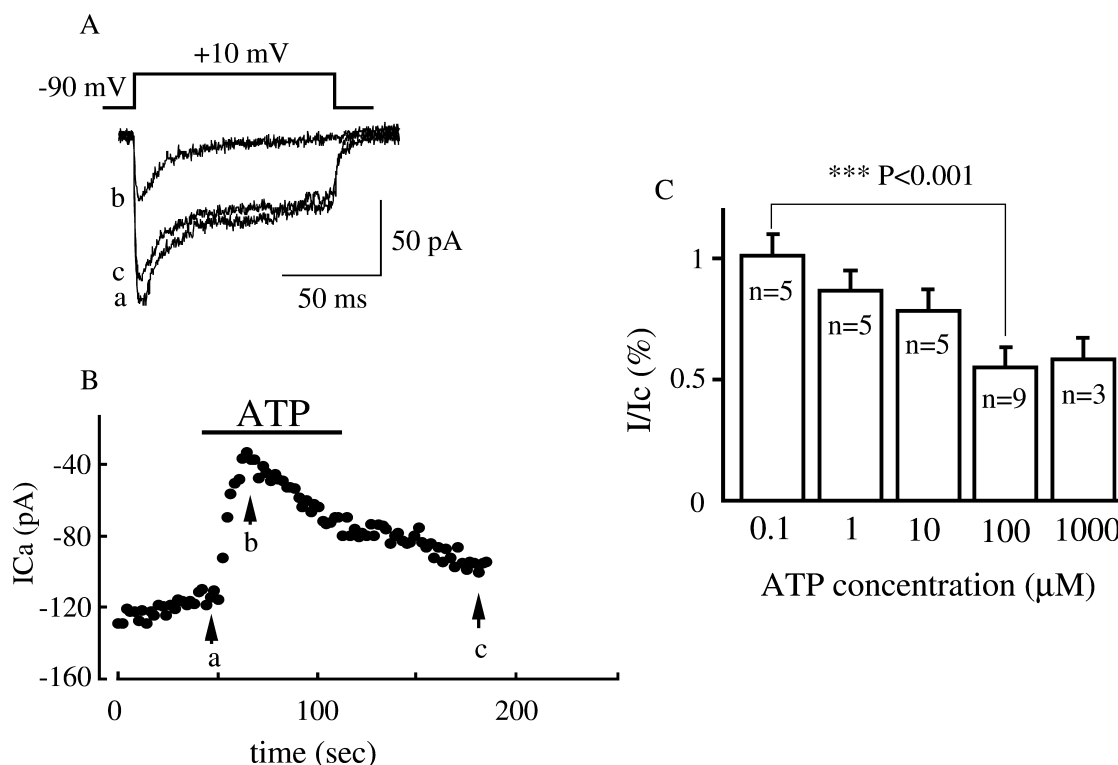 A
+10 mV
-90 mV
b
c
a
50 pA
50 ms
B
ATP
-40
-80
-120
-160
ICa (pA)
b
a
c
0 100 200
time (sec)
C
*** P<0.001
1
0.5
0
I/Ic (%)
n=5
n=5
n=5
n=9
n=3
0.1 1 10 100 1000
ATP concentration (μM)